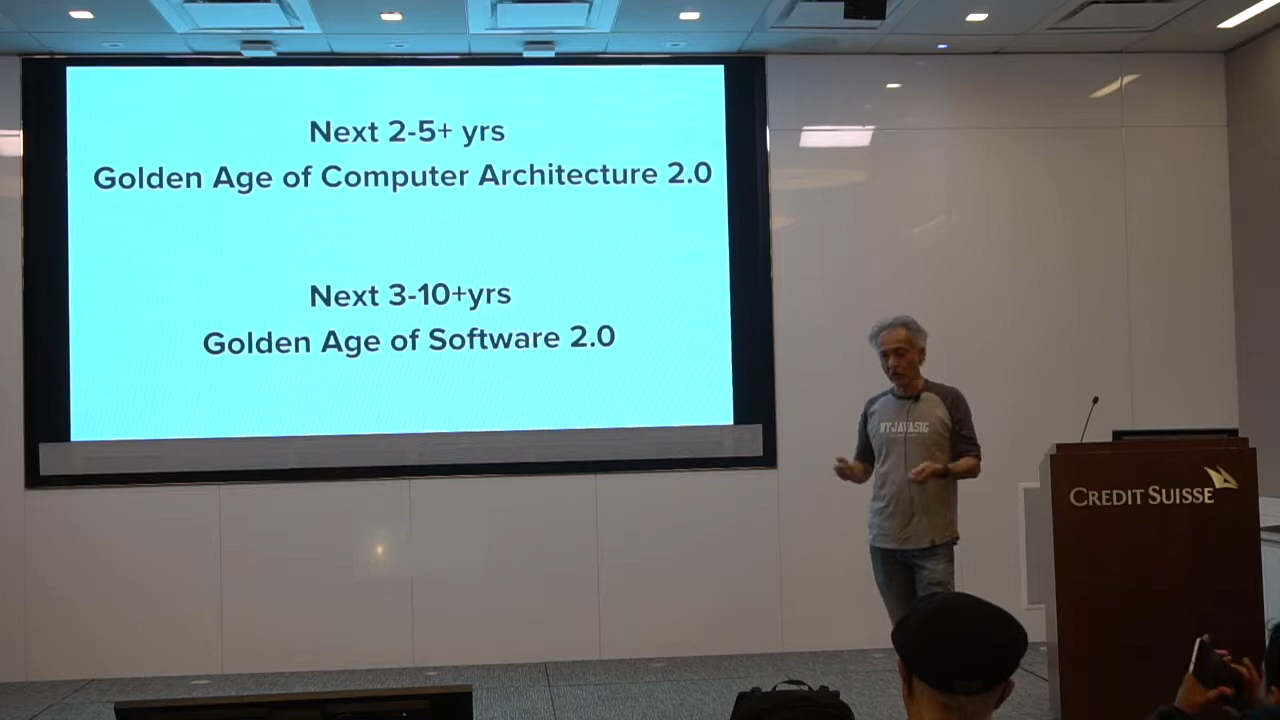 Next 2-5+ yrs
Golden Age of Computer Architecture 2.0
Next 3-10+yrs
Golden Age of Software 2.0
NYJAVASIG
CREDIT SUISSE